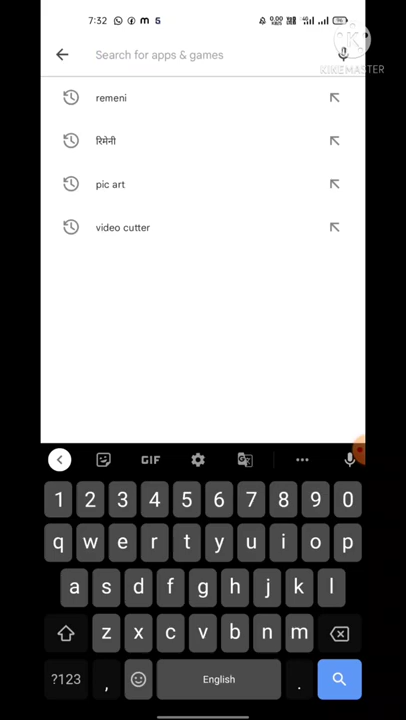 7:32
Search for apps & games
KINEMASTER
remeni
रिमेनी
pic art
video cutter
GIF
1 2 3 4 5 6 7 8 9 0
q w e r t y u i o p
a s d f g h j k l
z x c v b n m
?123 , English .